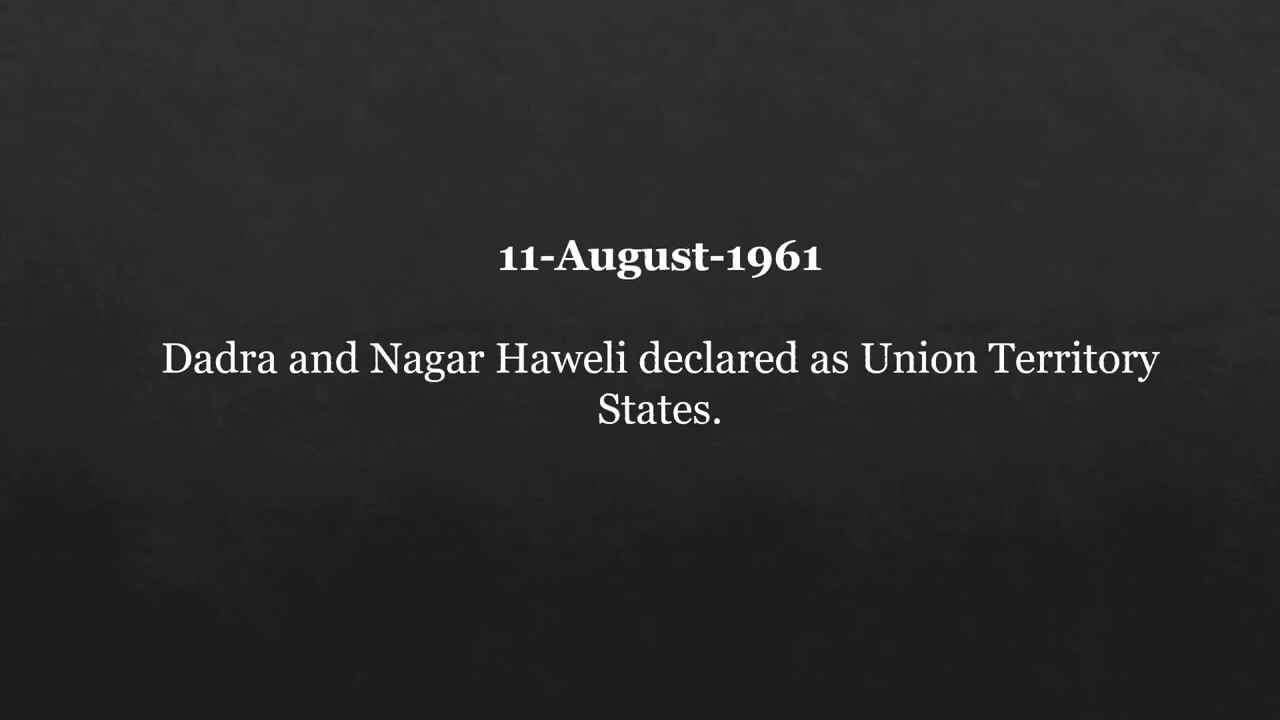 11-August-1961
Dadra and Nagar Haweli declared as Union Territory
States.